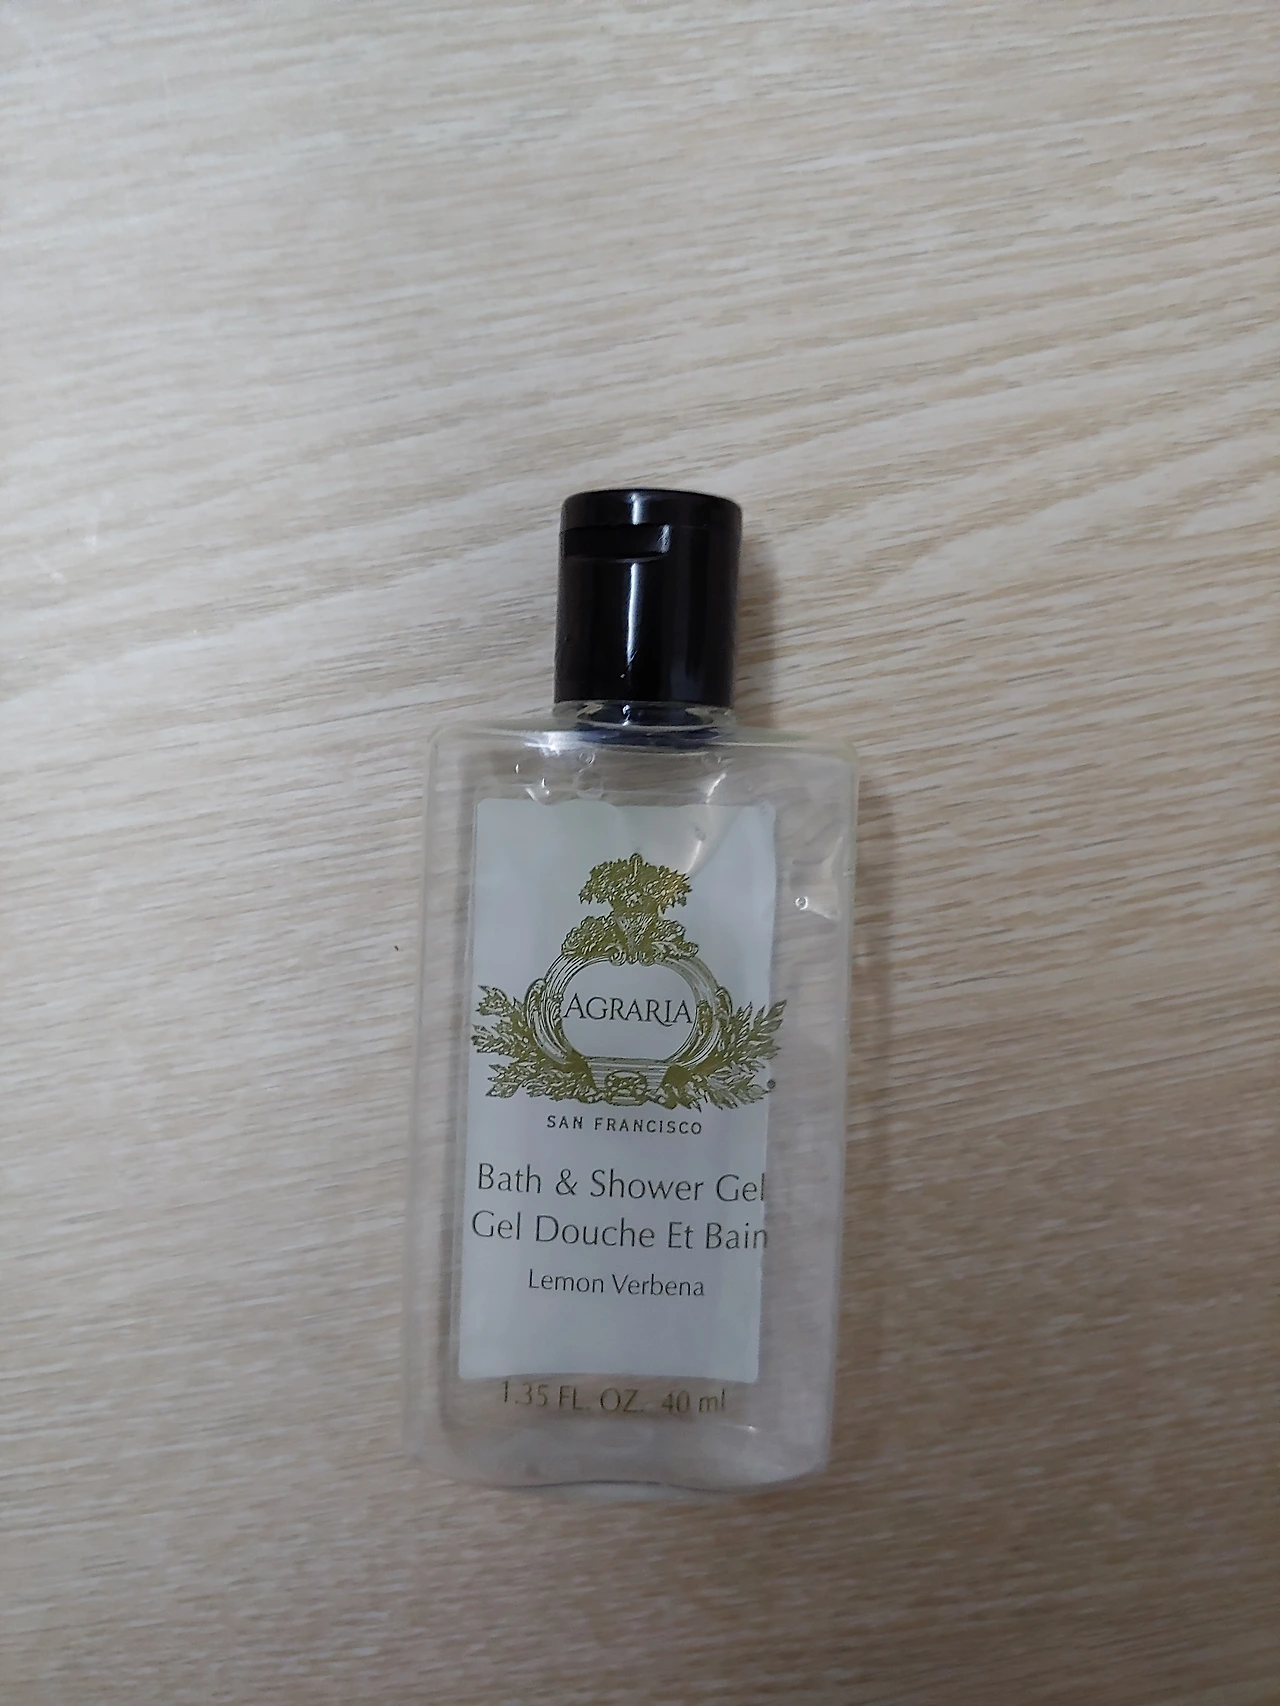 AGRARIA
®
SAN FRANCISCO
Bath & Shower Gel
Gel Douche Et Bain
Lemon Verbena
1.35 FL. OZ. 40 ml